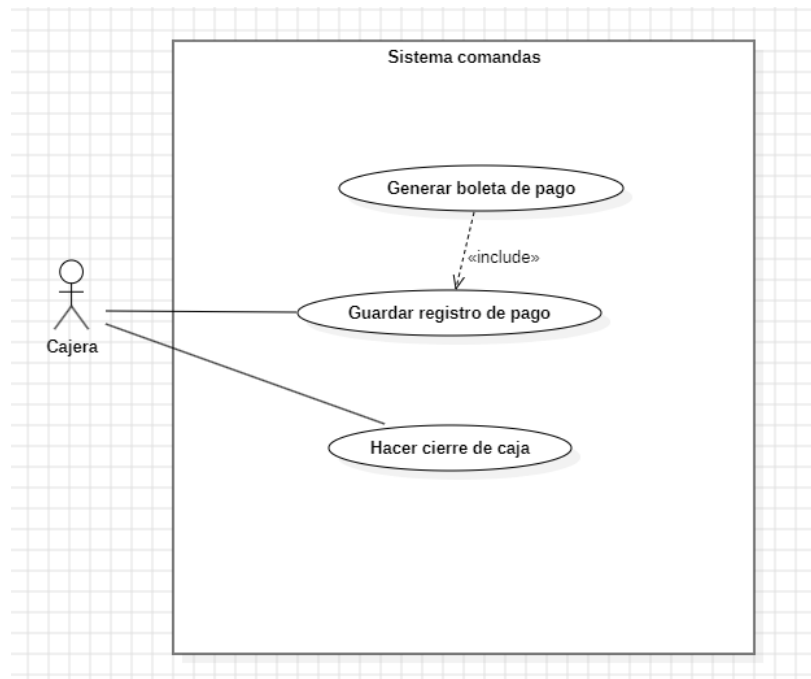 Sistema comandas
Generar boleta de pago
«include»
Guardar registro de pago
Cajera
Hacer cierre de caja